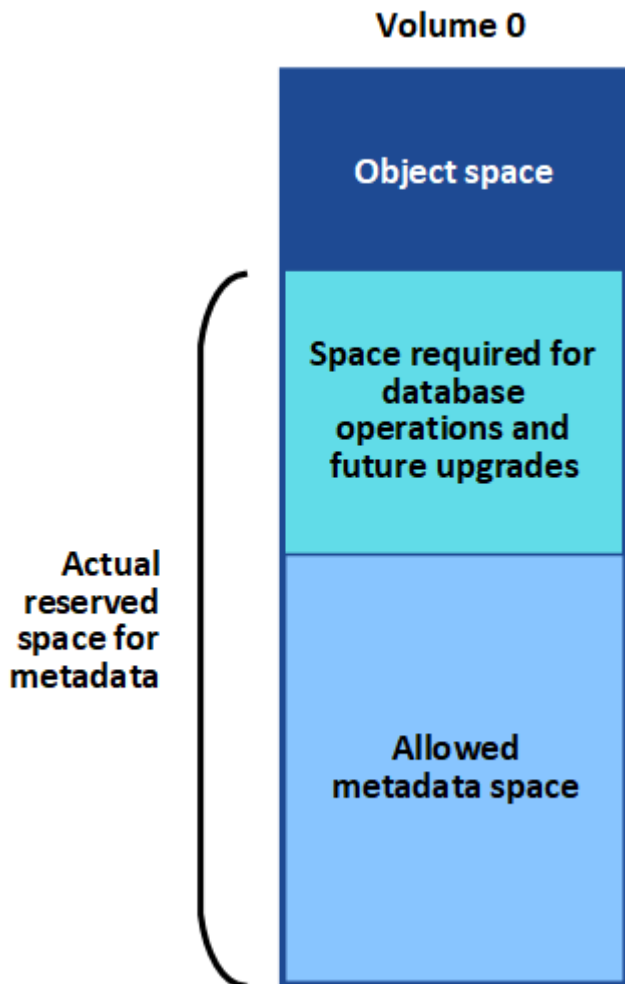 Volume 0
Object space
Space required for
database
operations and
future upgrades
Actual
reserved
space for
metadata
Allowed
metadata space